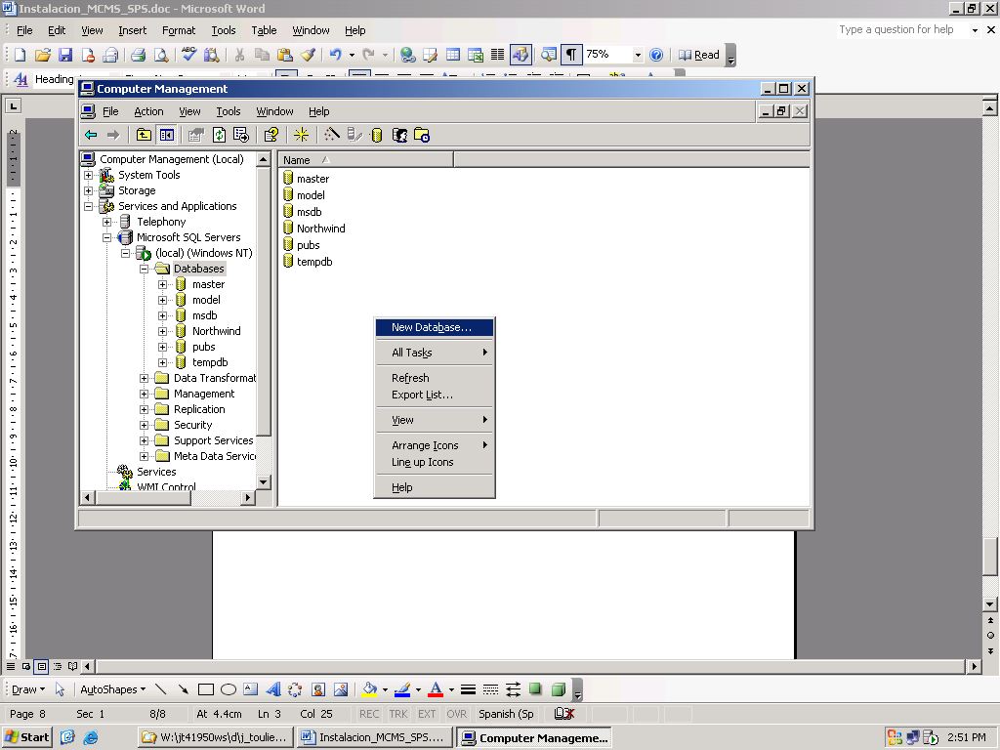 Instalacion_MCMS_SPS.doc - Microsoft Word
File Edit View Insert Format Tools Table Window Help
Type a question for help
75%
Read
Heading
Computer Management
File Action View Tools Window Help
Computer Management (Local)
System Tools
Storage
Services and Applications
Telephony
Microsoft SQL Servers
(local) (Windows NT)
Databases
master
model
msdb
Northwind
pubs
tempdb
Data Transformat
Management
Replication
Security
Support Services
Meta Data Servic
Services
WMI Control
Name
master
model
msdb
Northwind
pubs
tempdb
New Database...
All Tasks
Refresh
Export List...
View
Arrange Icons
Line up Icons
Help
Draw AutoShapes
Page 8 Sec 1 8/8 At 4.4cm Ln 3 Col 25 REC TRK EXT OVR Spanish (Sp
Start W:\jt41950ws\d\j_toulie... Instalacion_MCMS_SPS.... Computer Manageme... 2:51 PM